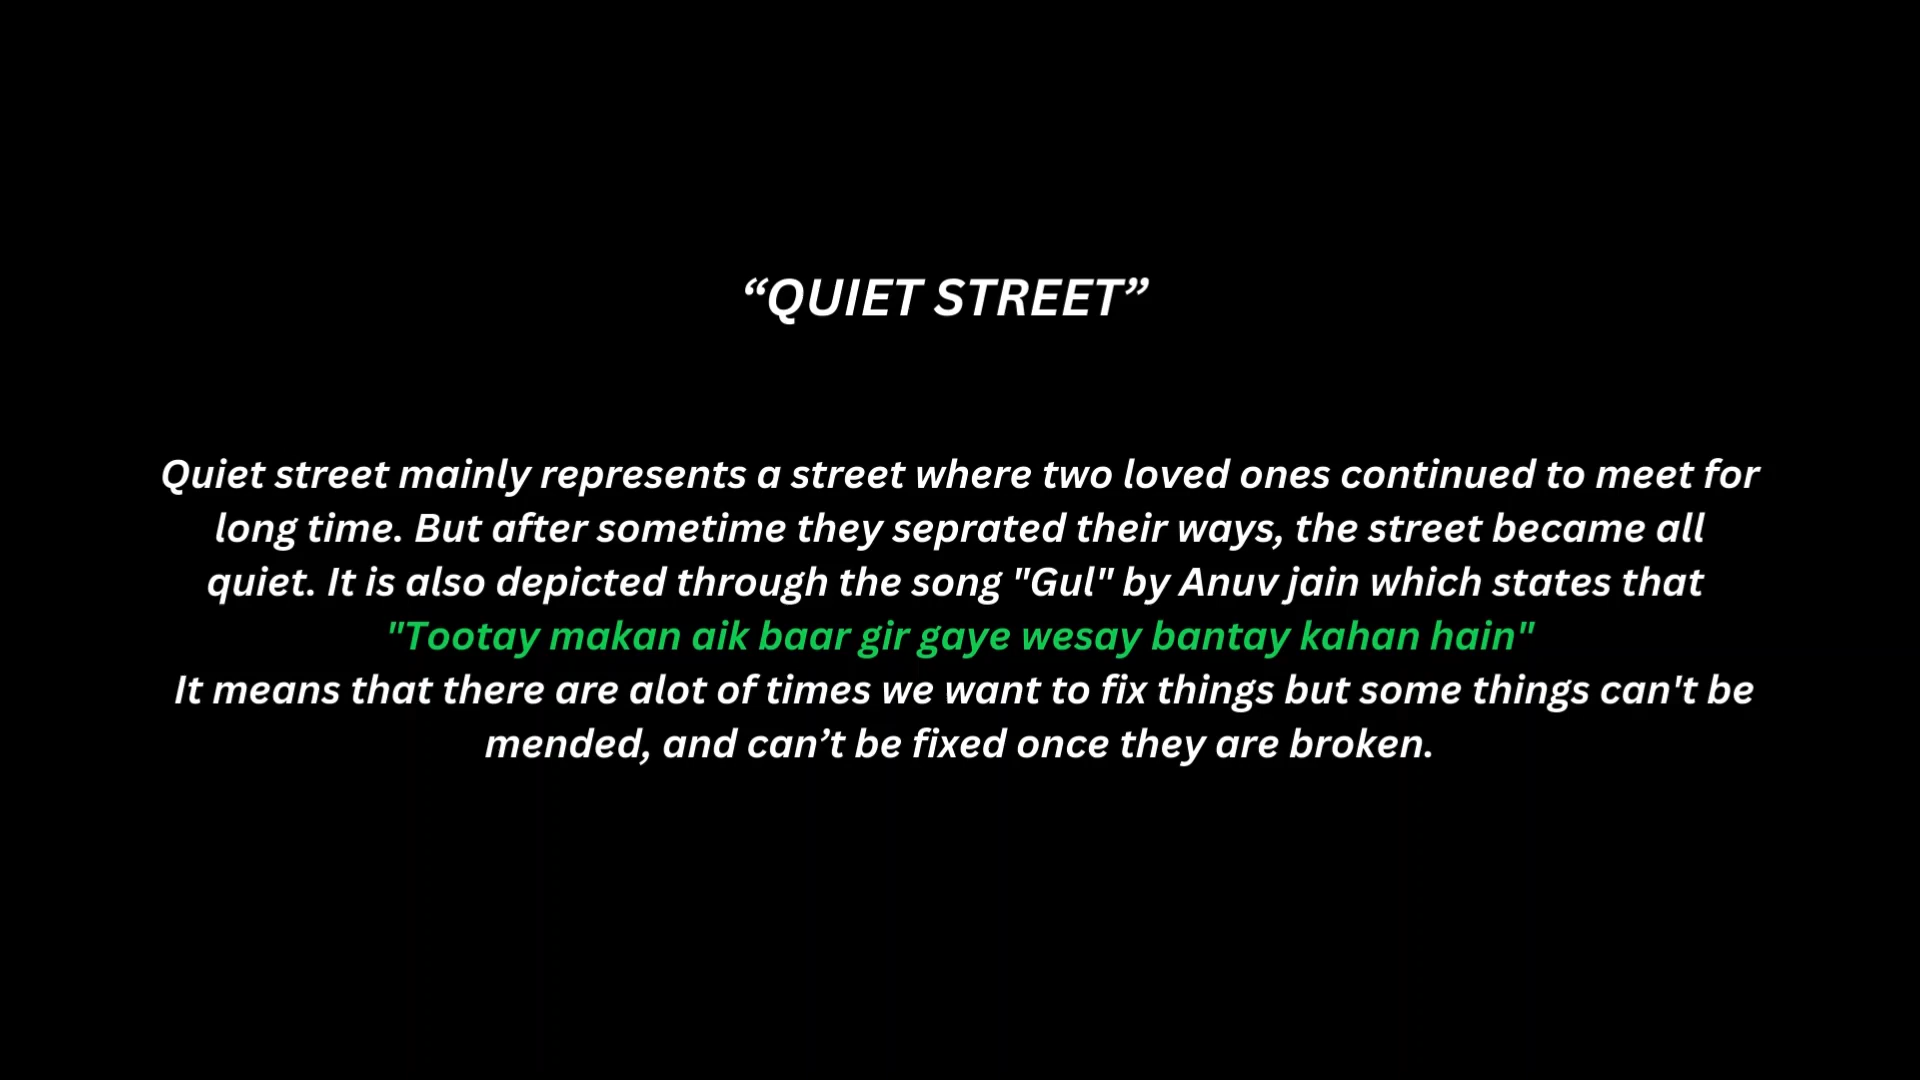 “QUIET STREET”
Quiet street mainly represents a street where two loved ones continued to meet for
long time. But after sometime they seprated their ways, the street became all
quiet. It is also depicted through the song "Gul" by Anuv jain which states that
"Tootay makan aik baar gir gaye wesay bantay kahan hain"
It means that there are alot of times we want to fix things but some things can't be
mended, and can’t be fixed once they are broken.